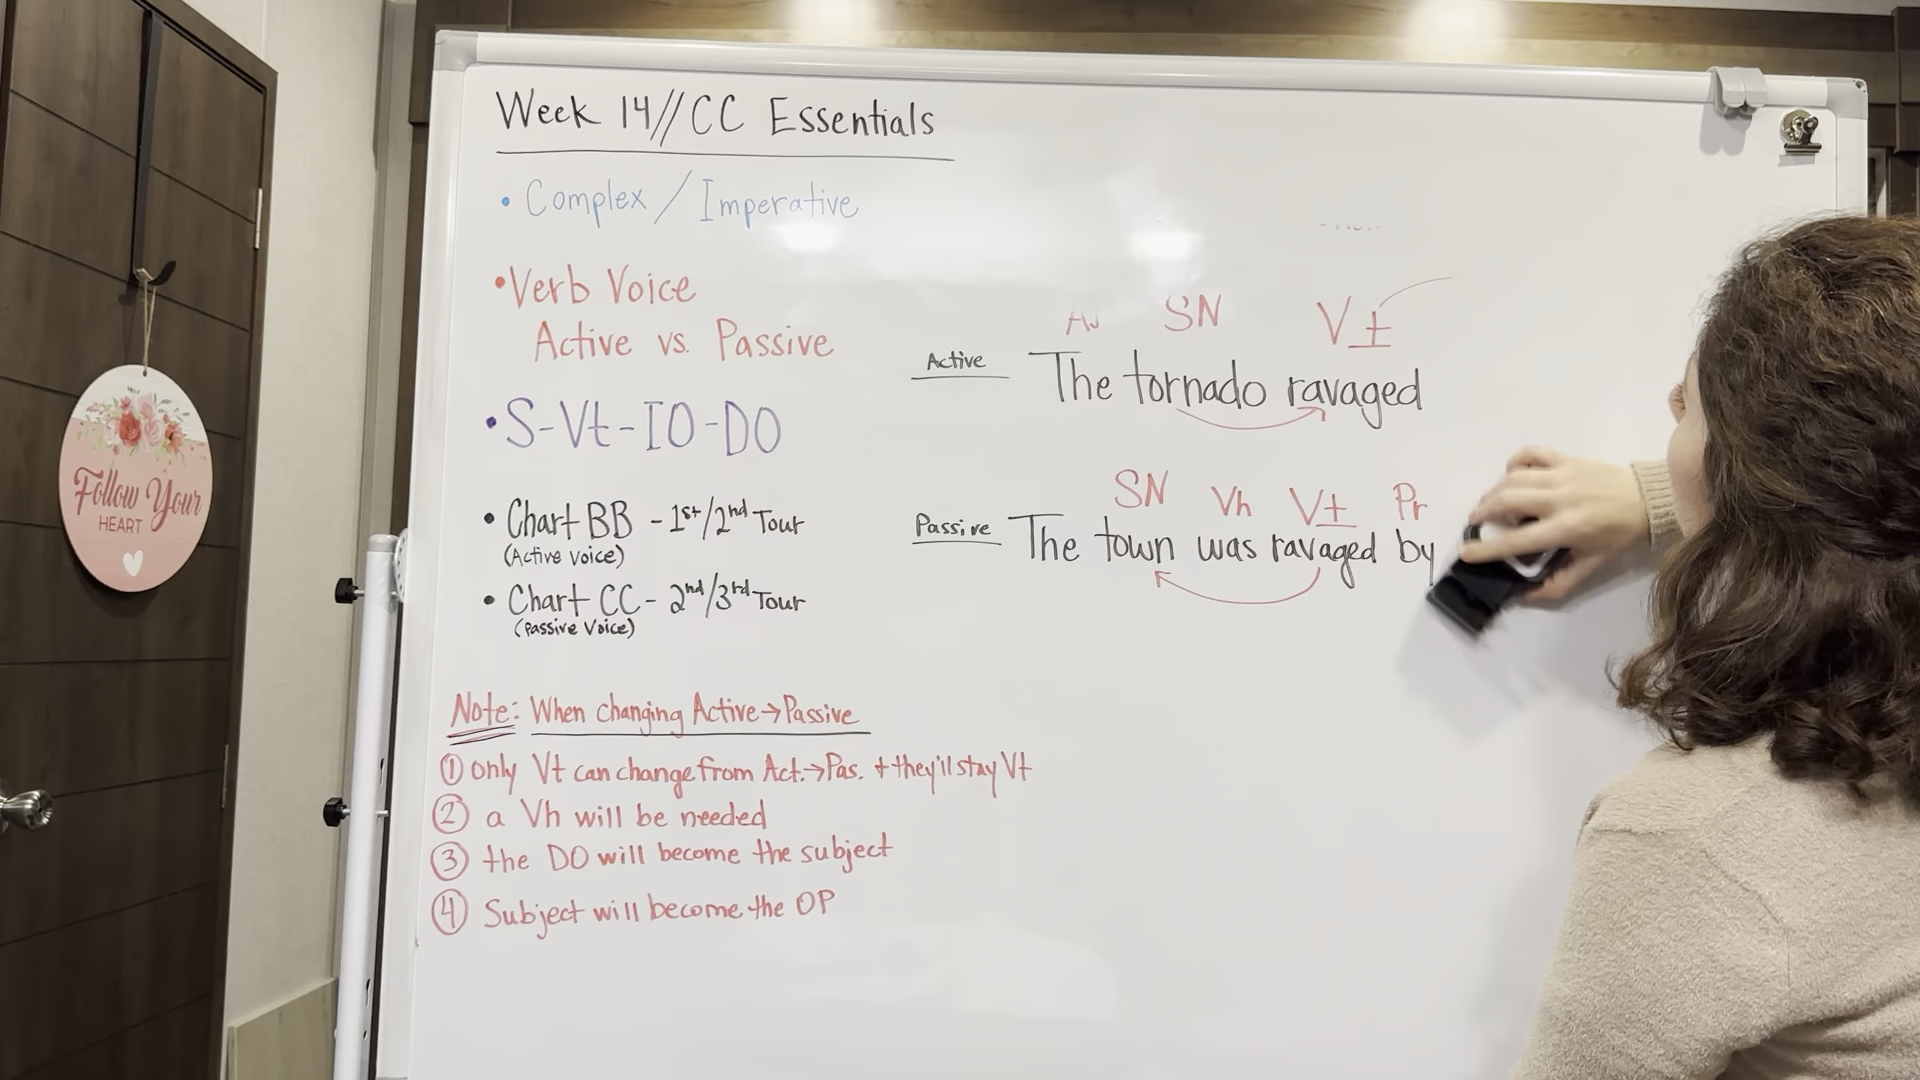 Week 14//CC Essentials
• Complex / Imperative
• Verb Voice
Active vs. Passive
• S-Vt-IO-DO
• Chart BB - 1st/2nd Tour
(Active voice)
• Chart CC - 2nd/3rd Tour
(Passive Voice)
Note: When changing Active→Passive
① only Vt can change from Act.→Pas. + they'll stay Vt
② a Vh will be needed
③ the DO will become the subject
④ Subject will become the OP
SN Vt
Active The tornado ravaged
SN Vh Vt Pr
Passive The town was ravaged by
Follow Your
HEART